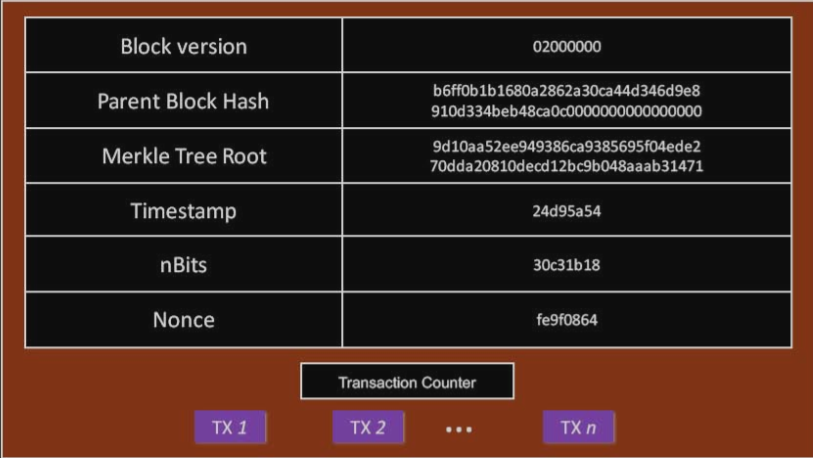 Block version
02000000
Parent Block Hash
b6ff0b1b1680a2862a30ca44d346d9e8
910d334beb48ca0c0000000000000000
Merkle Tree Root
9d10aa52ee949386ca9385695f04ede2
70dda20810decd12bc9b048aaab31471
Timestamp
24d95a54
nBits
30c31b18
Nonce
fe9f0864
Transaction Counter
TX 1
TX 2
...
TX n